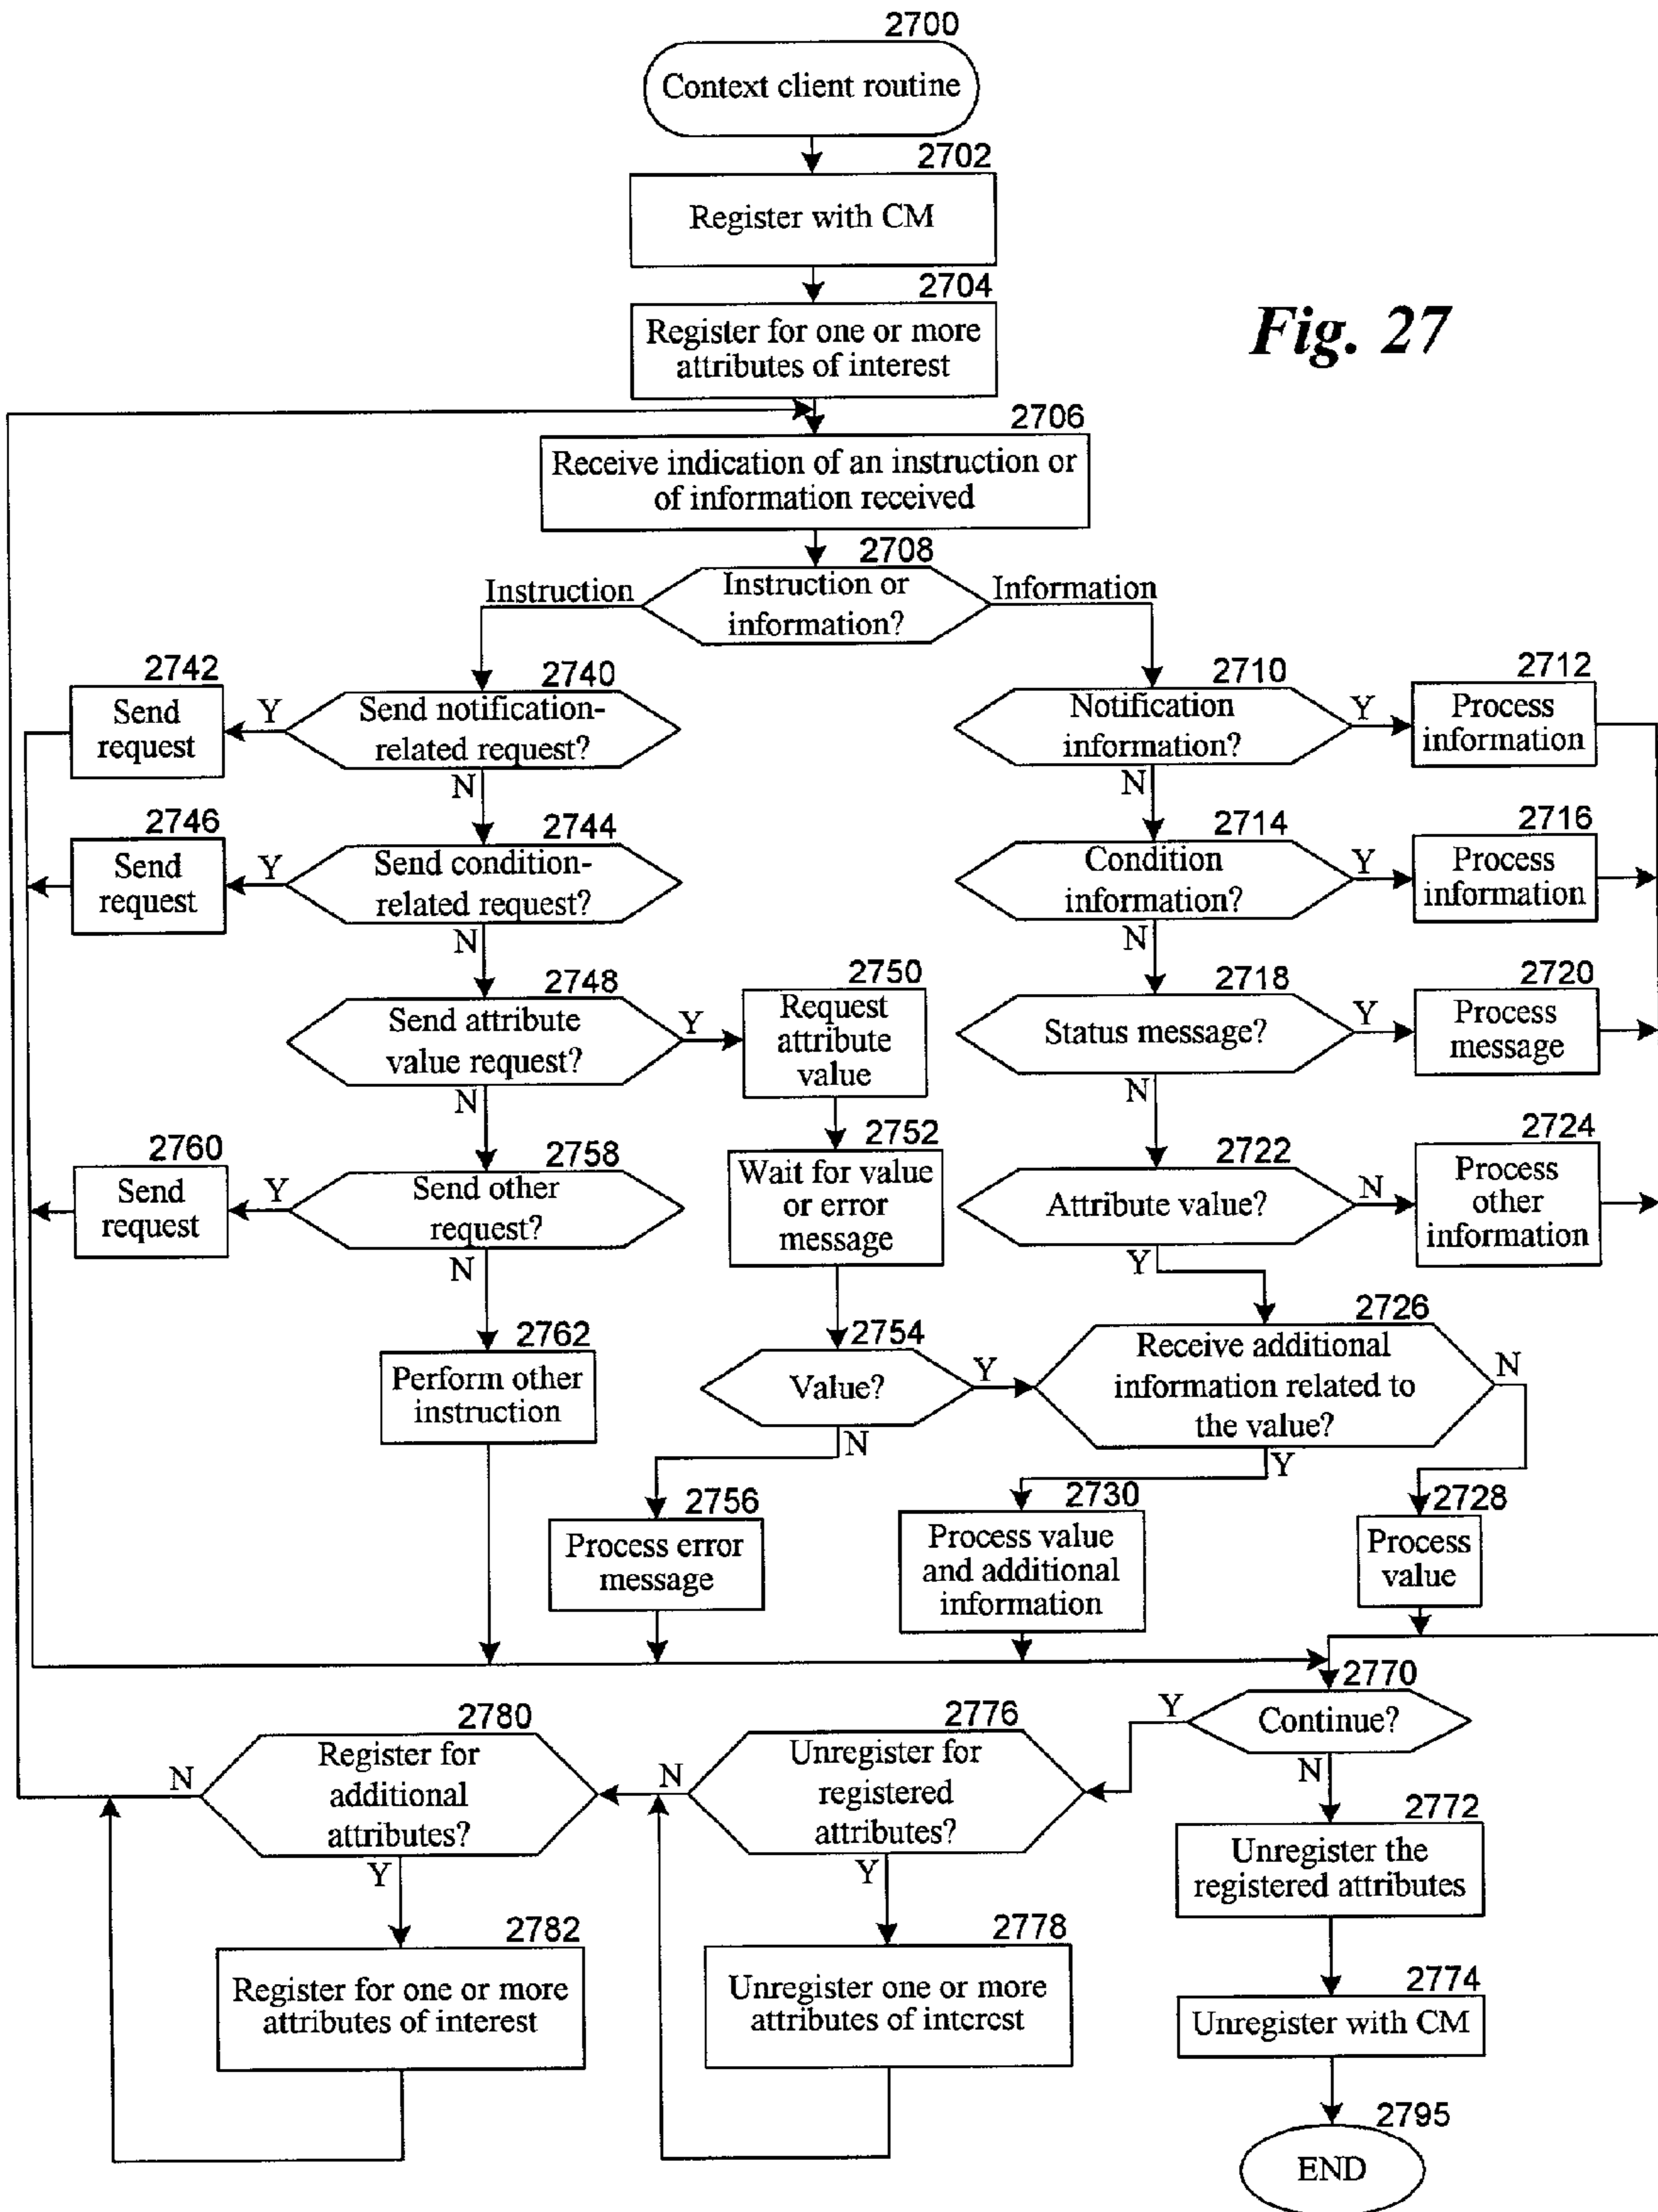 2700
Context client routine
2702
Register with CM
2704
Register for one or more
attributes of interest
Fig. 27
2706
Receive indication of an instruction or
of information received
2708
Instruction
Instruction or
information?
Information
2742
Send
request
Y
2740
Send notification-
related request?
N
2710
Notification
information?
Y
N
2712
Process
information
2746
Send
request
Y
2744
Send condition-
related request?
N
2714
Condition
information?
Y
N
2716
Process
information
2748
Send attribute
value request?
Y
N
2750
Request
attribute
value
2718
Status message?
Y
N
2720
Process
message
2760
Send
request
Y
2758
Send other
request?
N
2752
Wait for value
or error
message
2722
Attribute value?
N
Y
2724
Process
other
information
2762
Perform other
instruction
2754
Value?
Y
N
2726
Receive additional
information related to
the value?
N
Y
2756
Process error
message
2730
Process value
and additional
information
2728
Process
value
2770
Continue?
Y
N
2780
Register for
additional
attributes?
N
Y
2776
Unregister for
registered
attributes?
N
Y
2772
Unregister the
registered attributes
2782
Register for one or more
attributes of interest
2778
Unregister one or more
attributes of interest
2774
Unregister with CM
2795
END